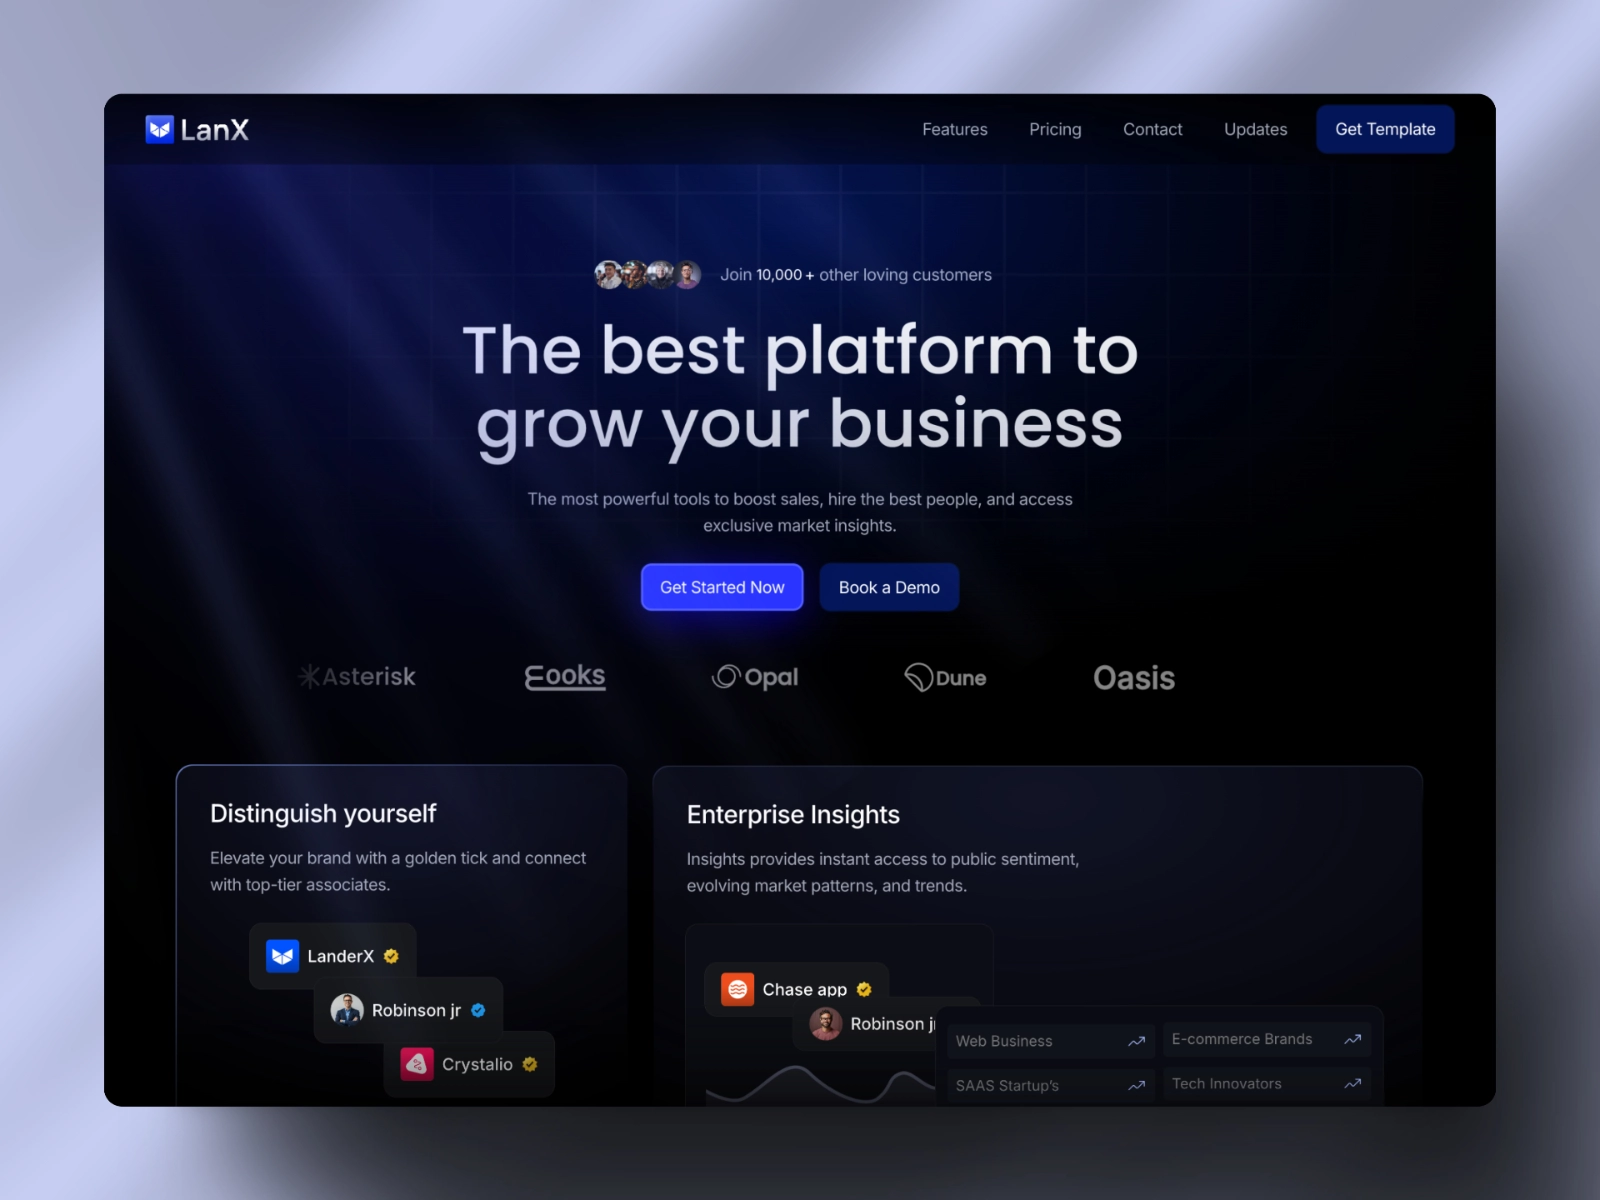 LanX
Features
Pricing
Contact
Updates
Get Template
Join 10,000+ other loving customers
The best platform to
grow your business
The most powerful tools to boost sales, hire the best people, and access
exclusive market insights.
Get Started Now
Book a Demo
Asterisk
Eooks
Opal
Dune
Oasis
Distinguish yourself
Elevate your brand with a golden tick and connect
with top-tier associates.
LanderX
Robinson jr
Crystalio
Enterprise Insights
Insights provides instant access to public sentiment,
evolving market patterns, and trends.
Chase app
Robinson jr
Web Business
E-commerce Brands
SAAS Startup's
Tech Innovators